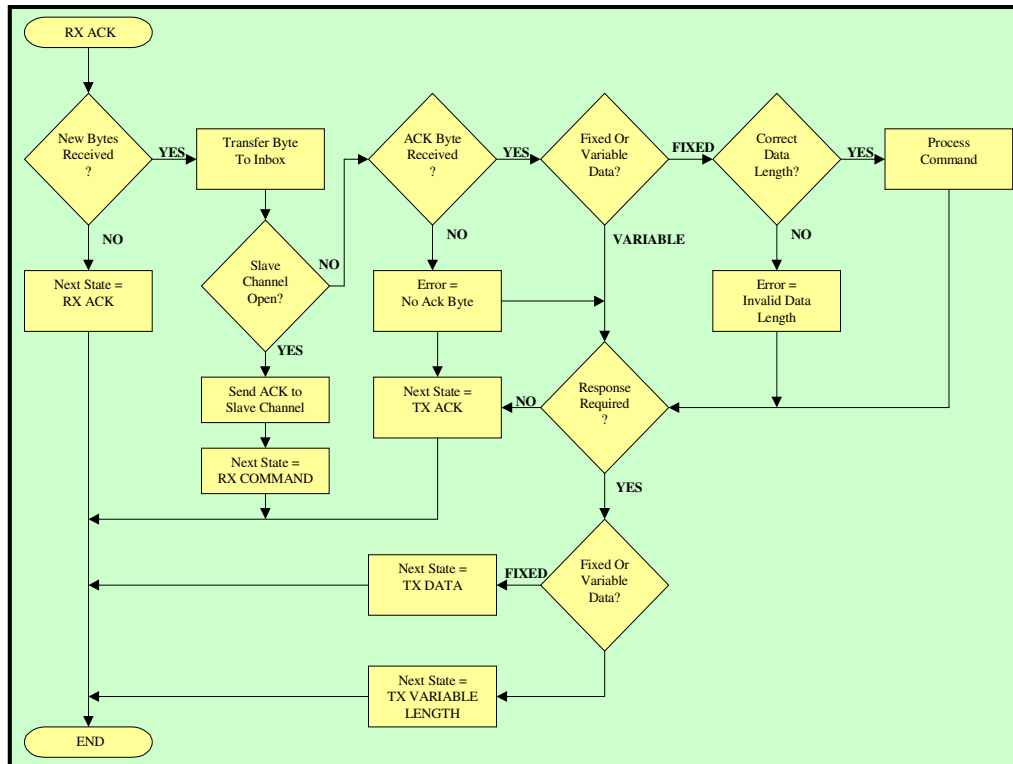 RX ACK
New Bytes
Received
?
YES
NO
Next State =
RX ACK
Transfer Byte
To Inbox
Slave
Channel
Open?
NO
YES
Send ACK to
Slave Channel
Next State =
RX COMMAND
ACK Byte
Received
?
YES
NO
Error =
No Ack Byte
Next State =
TX ACK
Fixed Or
Variable
Data?
FIXED
VARIABLE
Correct
Data
Length?
YES
NO
Process
Command
Error =
Invalid Data
Length
Response
Required
?
NO
YES
Fixed Or
Variable
Data?
FIXED
Next State =
TX DATA
Next State =
TX VARIABLE
LENGTH
END